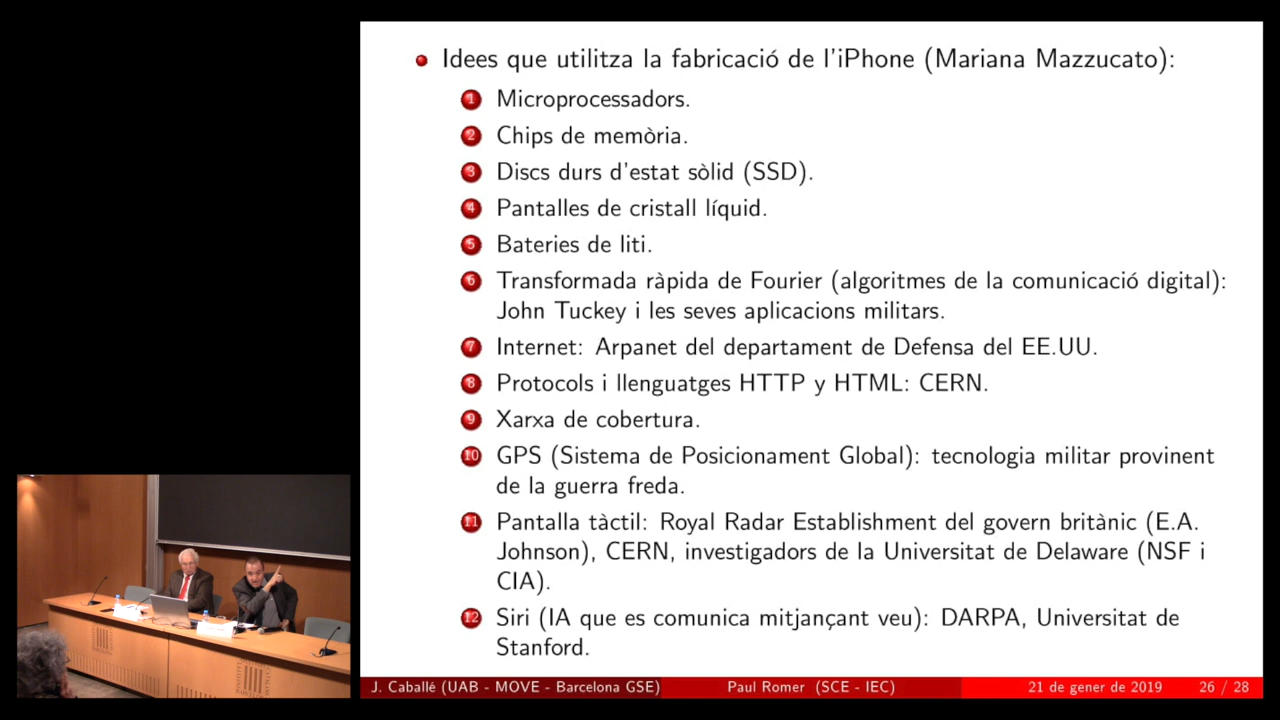 Idees que utilitza la fabricació de l'iPhone (Mariana Mazzucato):
1 Microprocessadors.
2 Chips de memòria.
3 Discs durs d'estat sòlid (SSD).
4 Pantalles de cristall líquid.
5 Bateries de liti.
6 Transformada ràpida de Fourier (algoritmes de la comunicació digital):
John Tuckey i les seves aplicacions militars.
7 Internet: Arpanet del departament de Defensa del EE.UU.
8 Protocols i llenguatges HTTP y HTML: CERN.
9 Xarxa de cobertura.
10 GPS (Sistema de Posicionament Global): tecnologia militar provinent
de la guerra freda.
11 Pantalla tàctil: Royal Radar Establishment del govern britànic (E.A.
Johnson), CERN, investigadors de la Universitat de Delaware (NSF i
CIA).
12 Siri (IA que es comunica mitjançant veu): DARPA, Universitat de
Stanford.
J. Caballé (UAB - MOVE - Barcelona GSE) Paul Romer (SCE - IEC) 21 de gener de 2019 26 / 28